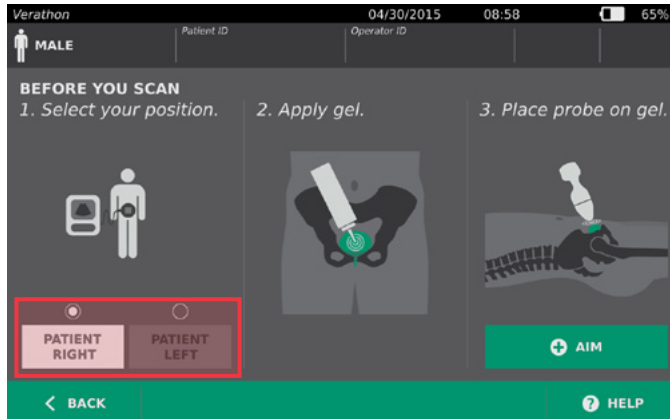 Verathon 04/30/2015 08:58 65%
MALE Patient ID Operator ID
BEFORE YOU SCAN
1. Select your position. 2. Apply gel. 3. Place probe on gel.
PATIENT RIGHT
PATIENT LEFT
AIM
BACK HELP